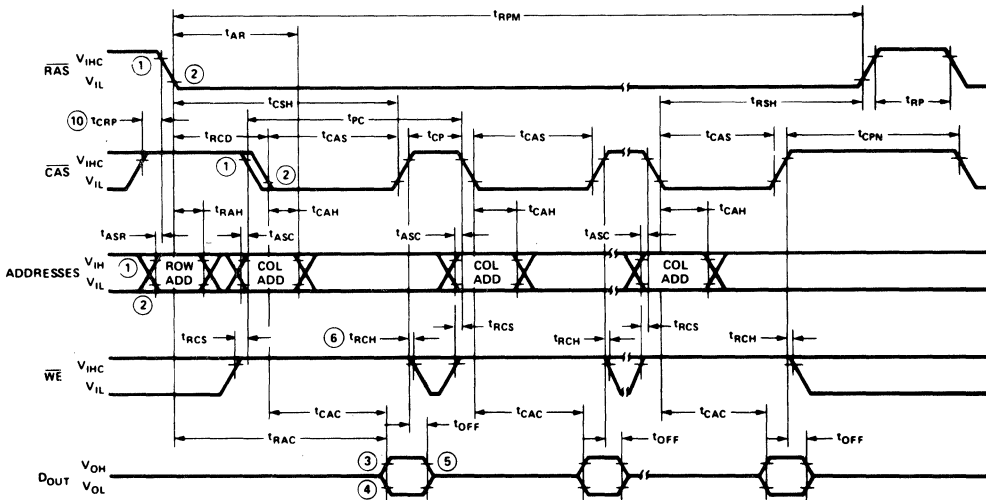 tRPM
tAR
RAS
VIHC
VIL
①
②
tCSH
tRSH
tRP
⑩ tCRP
tRCD
tPC
tCAS
tCP
tCAS
tCAS
tCPN
CAS
VIHC
VIL
①
②
tRAH
tCAH
tCAH
tCAH
tASR
tASC
tASC
tASC
ADDRESSES
VIH
VIL
①
②
ROW ADD
COL ADD
COL ADD
COL ADD
tRCS
⑥ tRCH
tRCS
tRCH
tRCS
tRCH
WE
VIHC
VIL
tCAC
tCAC
tCAC
tRAC
tOFF
tOFF
tOFF
DOUT
VOH
VOL
③
④
⑤